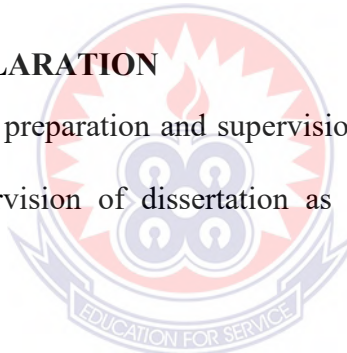 LARATION
preparation and supervisio
rvision of dissertation as
EDUCATION FOR SERVICE